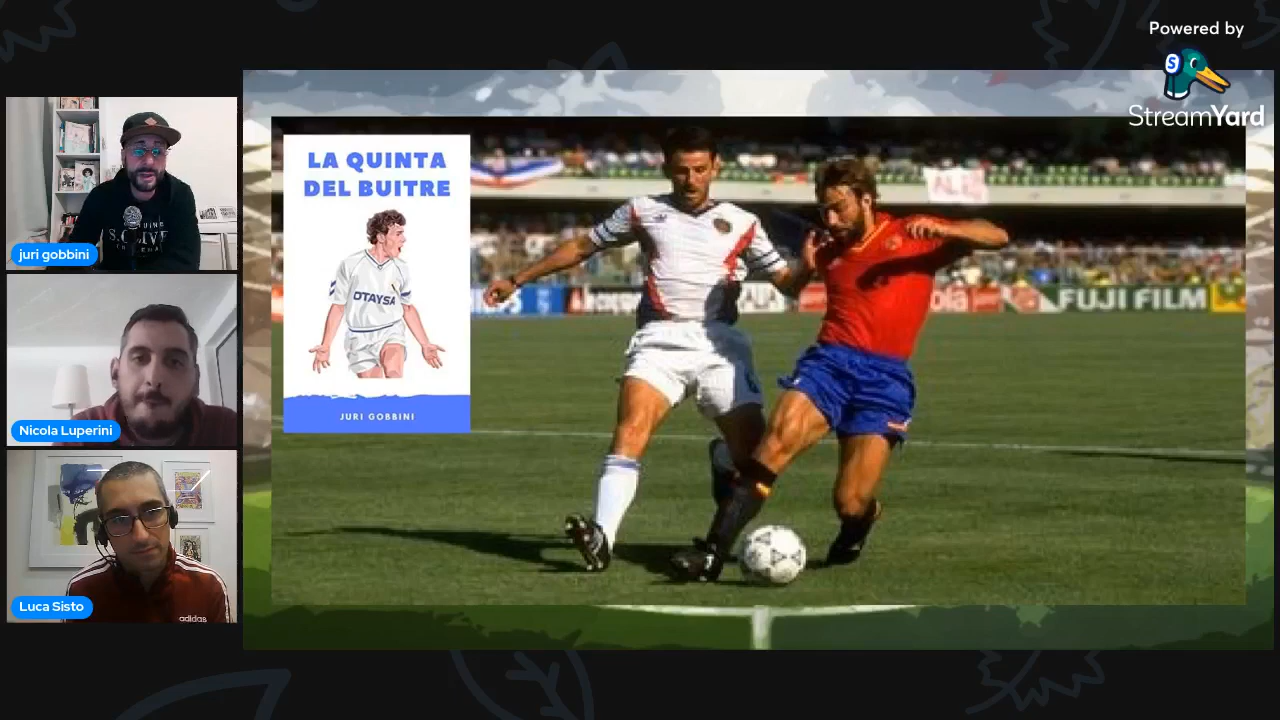 Powered by
S
StreamYard
juri gobbini
Nicola Luperini
Luca Sisto
adidas
LA QUINTA
DEL BUITRE
OTAYSA
JURI GOBBINI
FUJI FILM